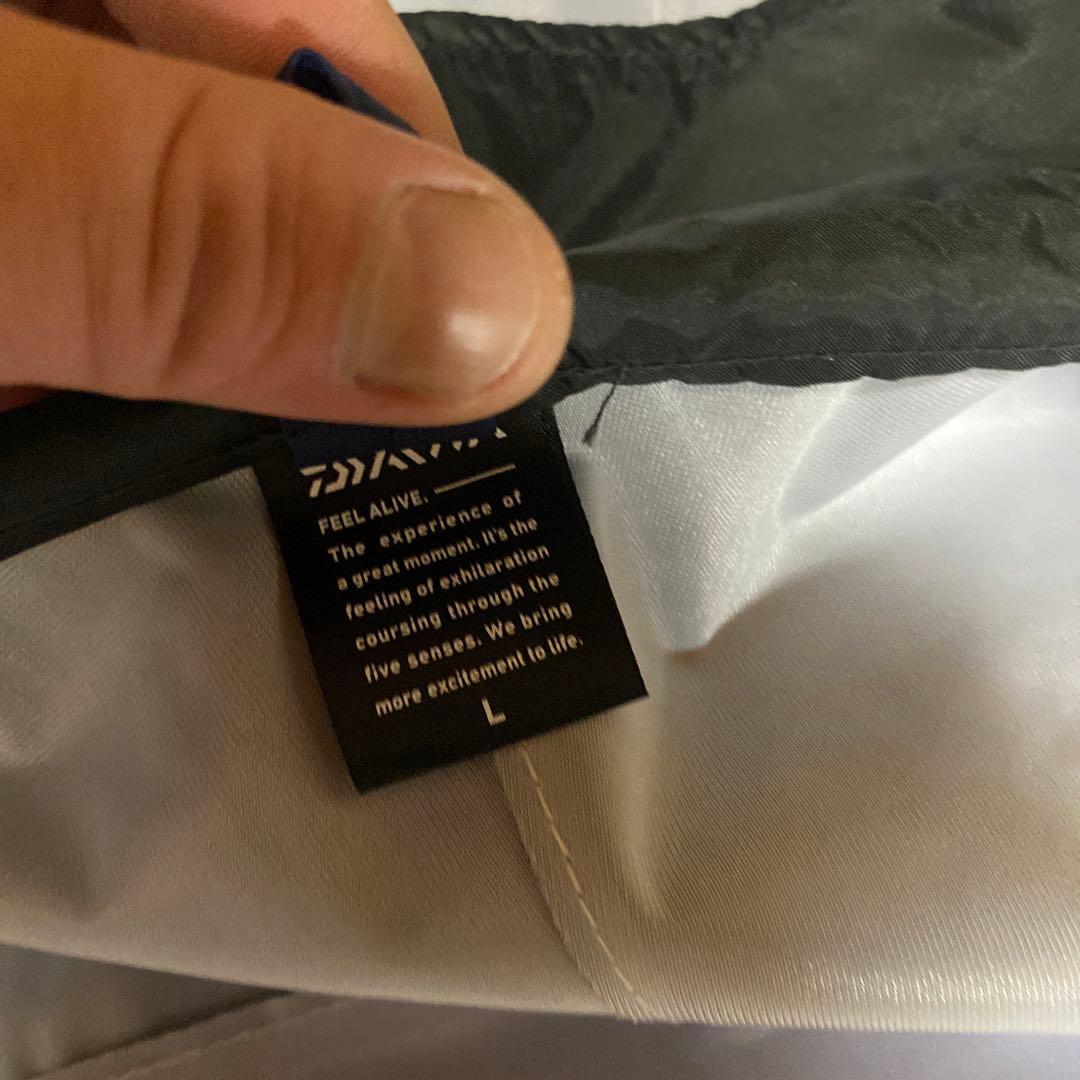 DAIWA
FEEL ALIVE.
The experience of
a great moment. It's the
feeling of exhilaration
coursing through the
five senses. We bring
more excitement to life.
L